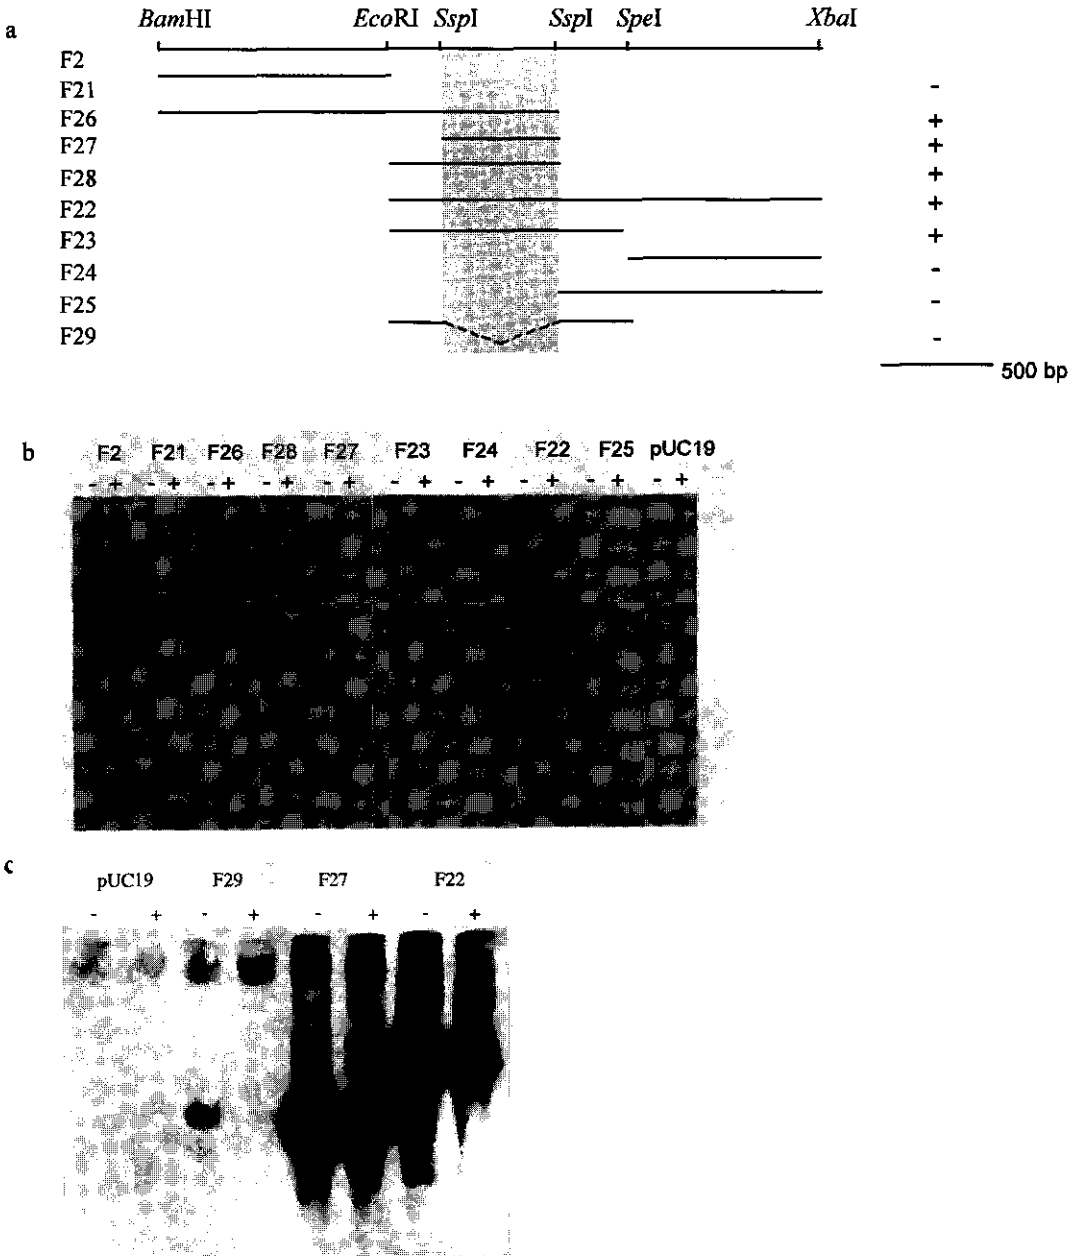 a
BamHI EcoRI SspI SspI SpeI XbaI
F2
F21 -
F26 +
F27 +
F28 +
F22 +
F23 +
F24 -
F25 -
F29 -
500 bp
b
F2 F21 F26 F28 F27 F23 F24 F22 F25 pUC19
- + - + - + - + - + - + - + - + - + - +
c
pUC19 F29 F27 F22
- + - + - + - +